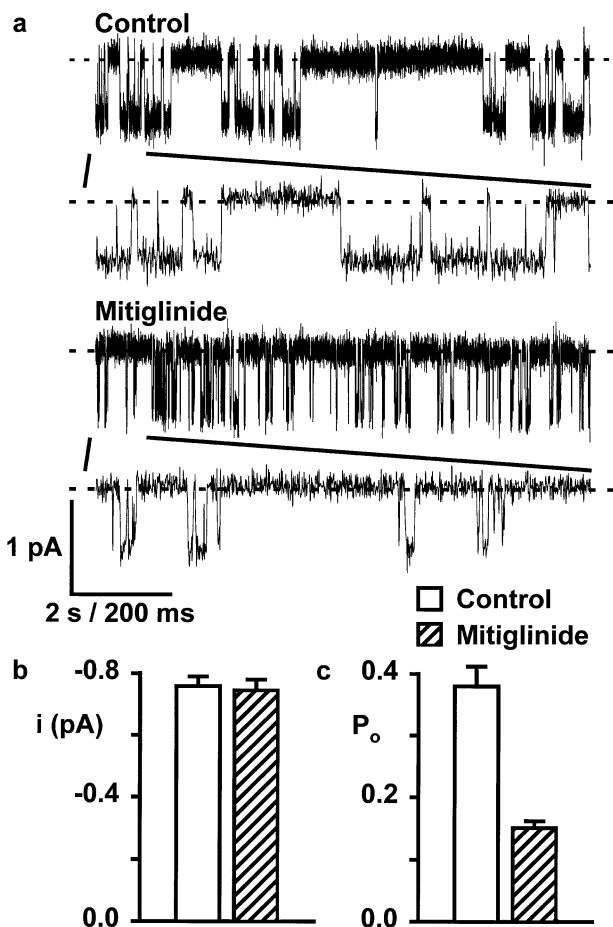 a
Control
Mitiglinide
1 pA
2 s / 200 ms
Control
Mitiglinide
b
-0.8
i (pA)
-0.4
0.0
c
0.4
Po
0.2
0.0